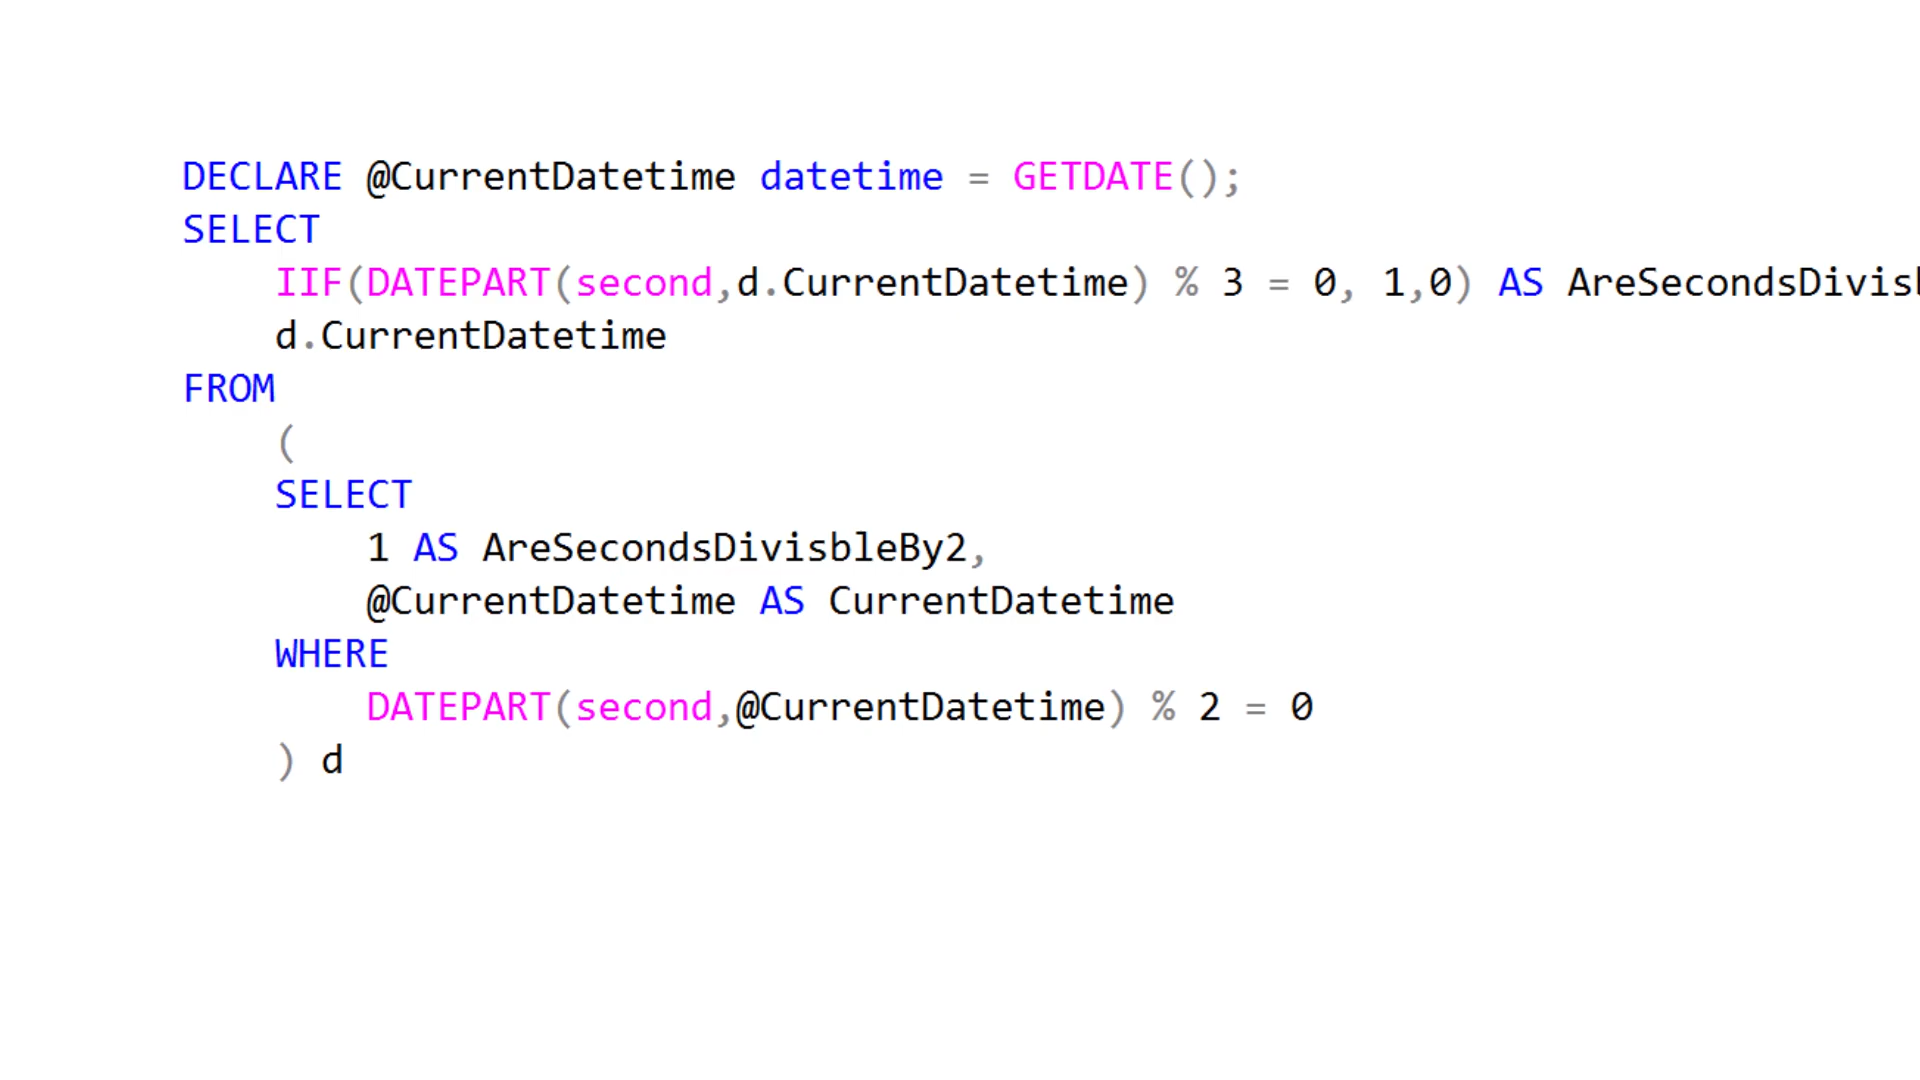 DECLARE @CurrentDatetime datetime = GETDATE();
SELECT
IIF(DATEPART(second,d.CurrentDatetime) % 3 = 0, 1,0) AS
d.CurrentDatetime
FROM
(
SELECT
1 AS AreSecondsDivisbleBy2,
@CurrentDatetime AS CurrentDatetime
WHERE
DATEPART(second,@CurrentDatetime) % 2 = 0
) d